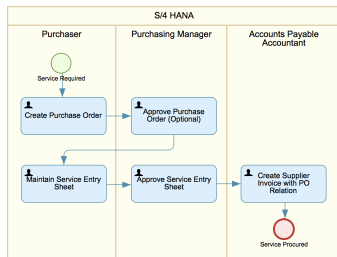 S/4 HANA
Purchaser
Purchasing Manager
Accounts Payable
Accountant
Service Required
Create Purchase Order
Approve Purchase
Order (Optional)
Maintain Service Entry
Sheet
Approve Service Entry
Sheet
Create Supplier
Invoice with PO
Relation
Service Procured